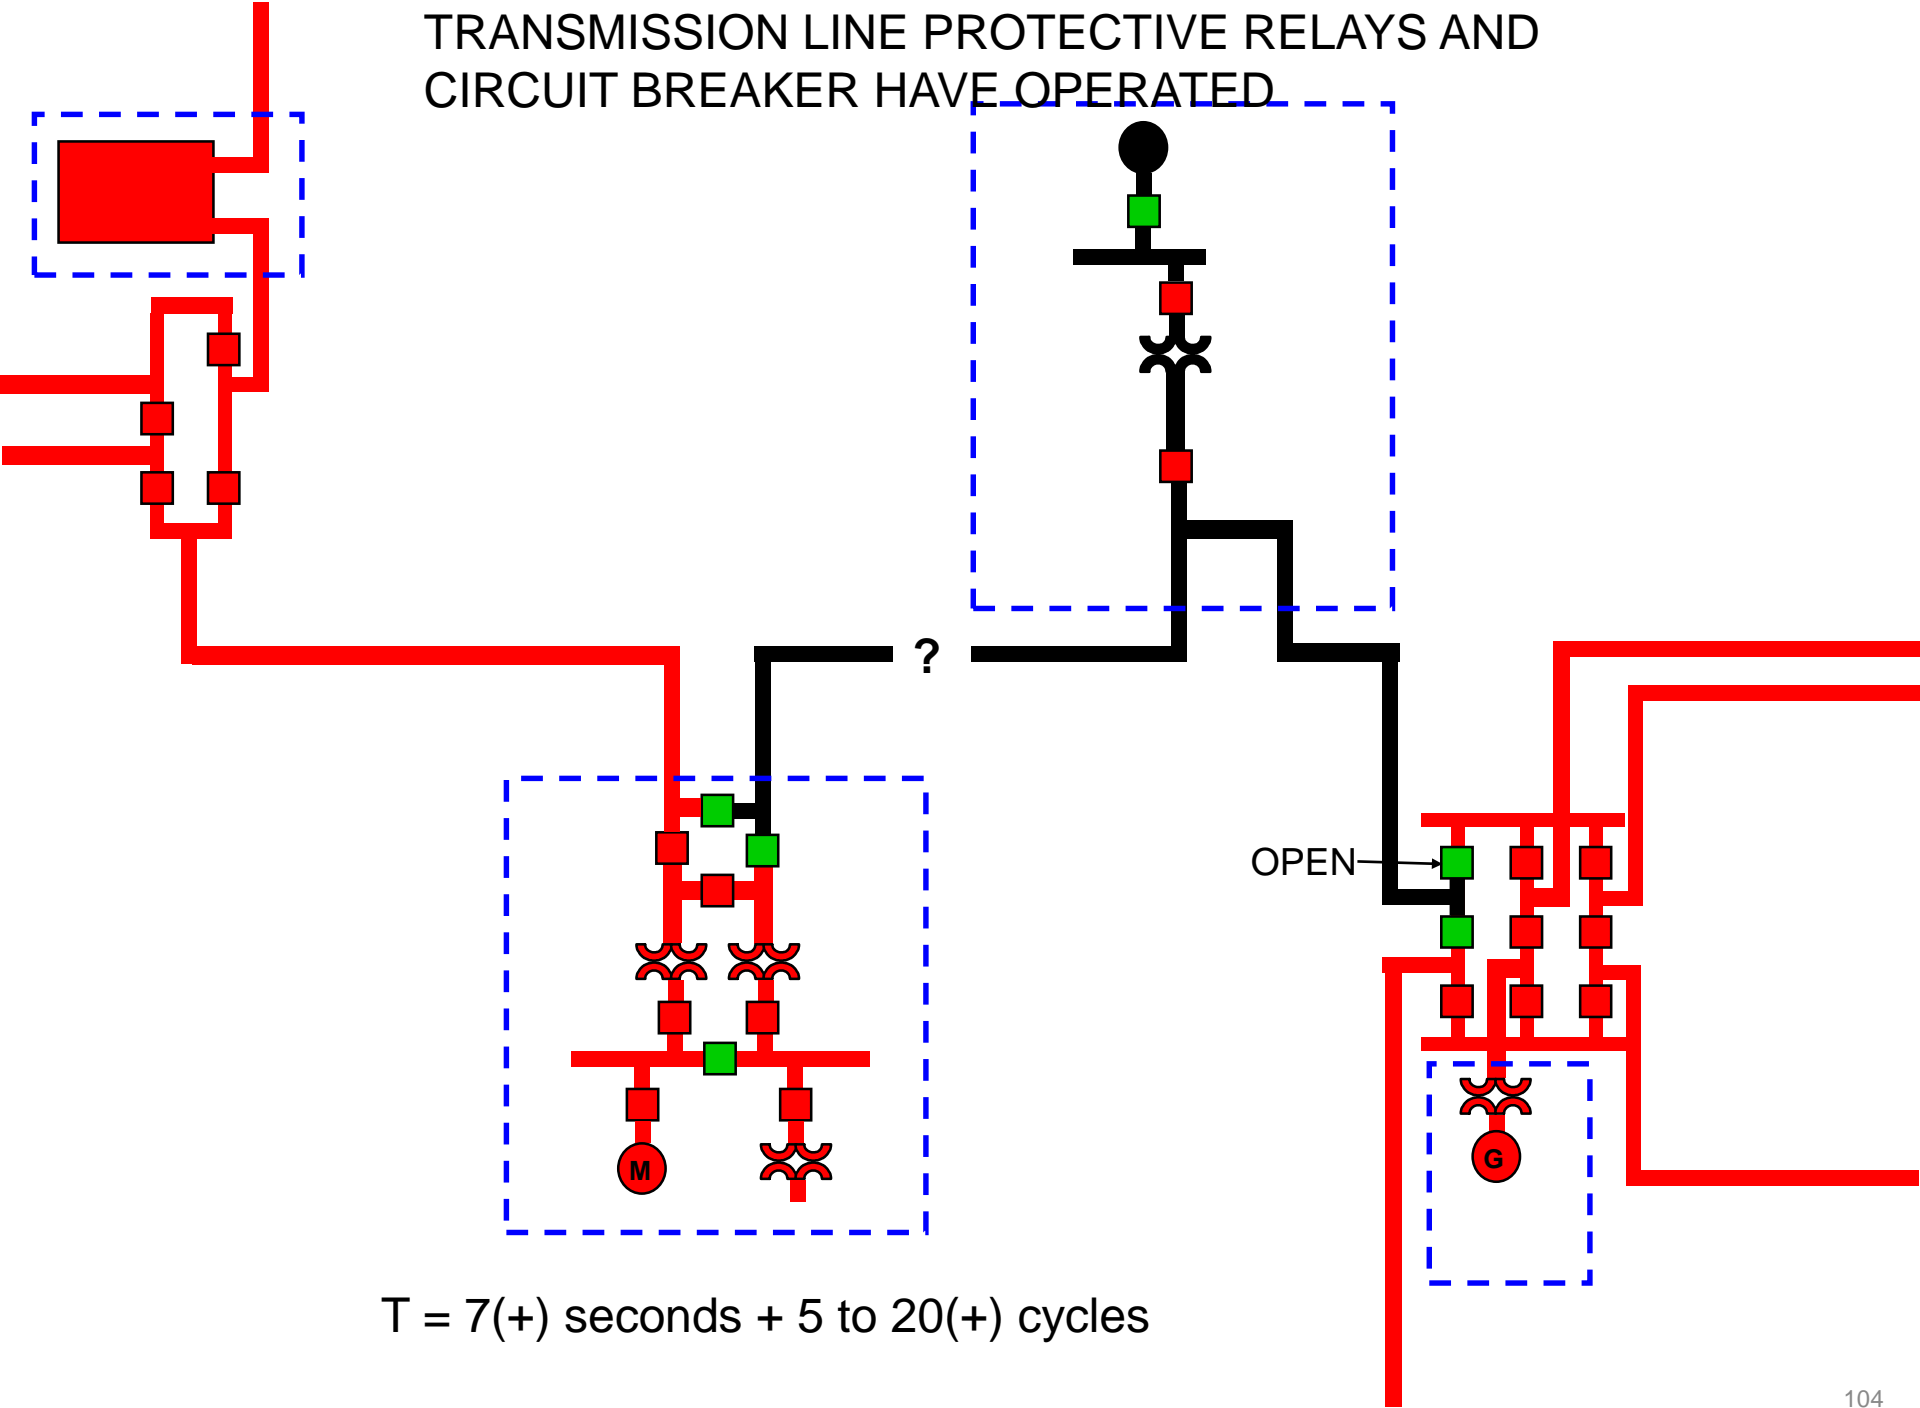 TRANSMISSION LINE PROTECTIVE RELAYS AND
CIRCUIT BREAKER HAVE OPERATED
?
OPEN
M
G
T = 7(+) seconds + 5 to 20(+) cycles
104